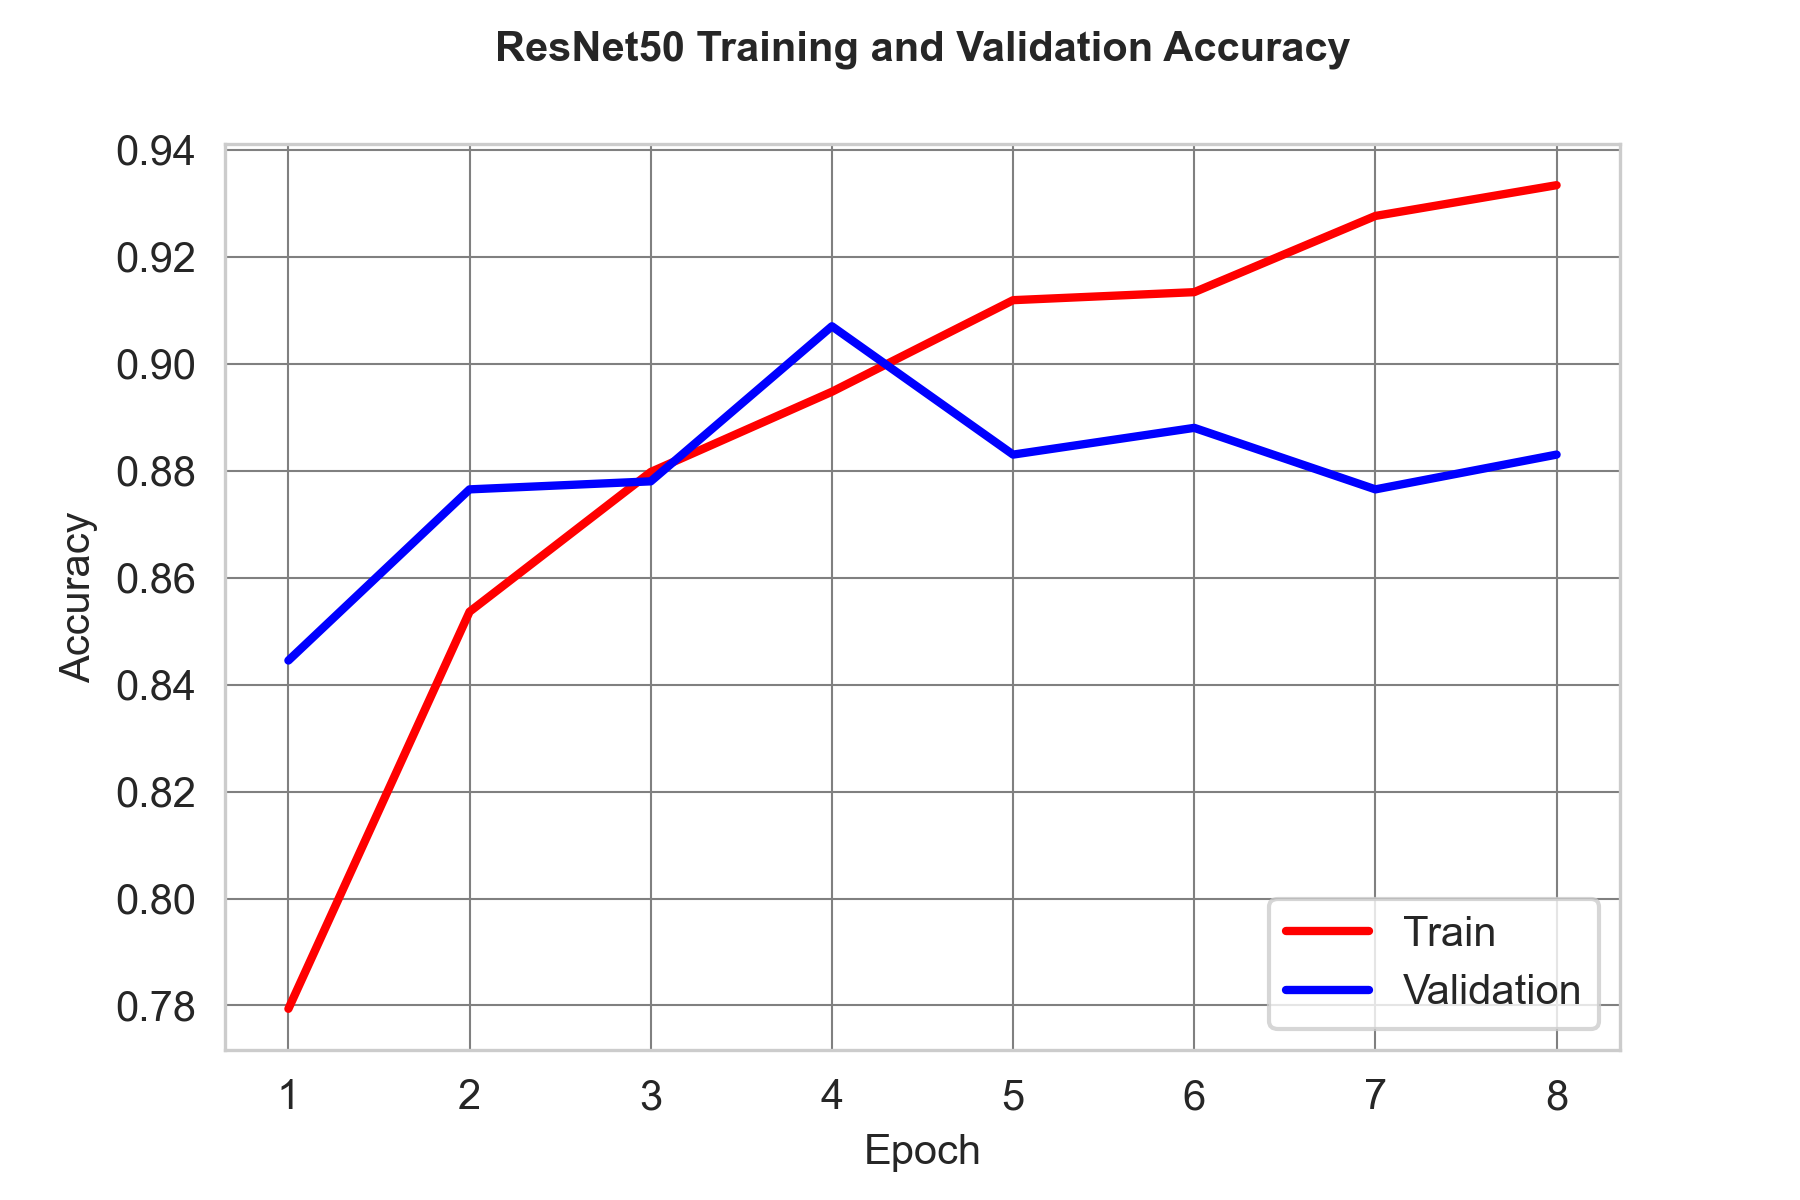 ResNet50 Training and Validation Accuracy
0.94
0.92
0.90
0.88
0.86
0.84
0.82
0.80
0.78
Accuracy
Train
Validation
1 2 3 4 5 6 7 8
Epoch